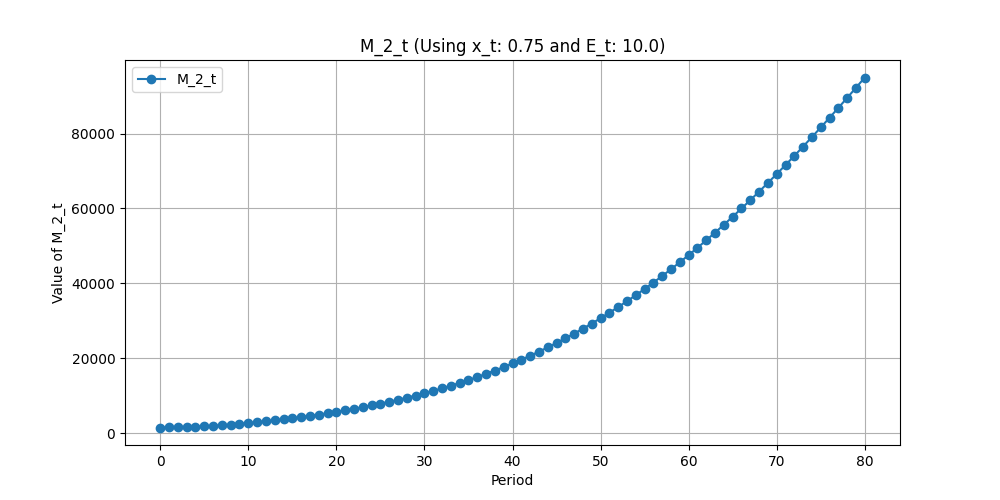 M_2_t (Using x_t: 0.75 and E_t: 10.0)
M_2_t
Value of M_2_t
80000
60000
40000
20000
0
0 10 20 30 40 50 60 70 80
Period